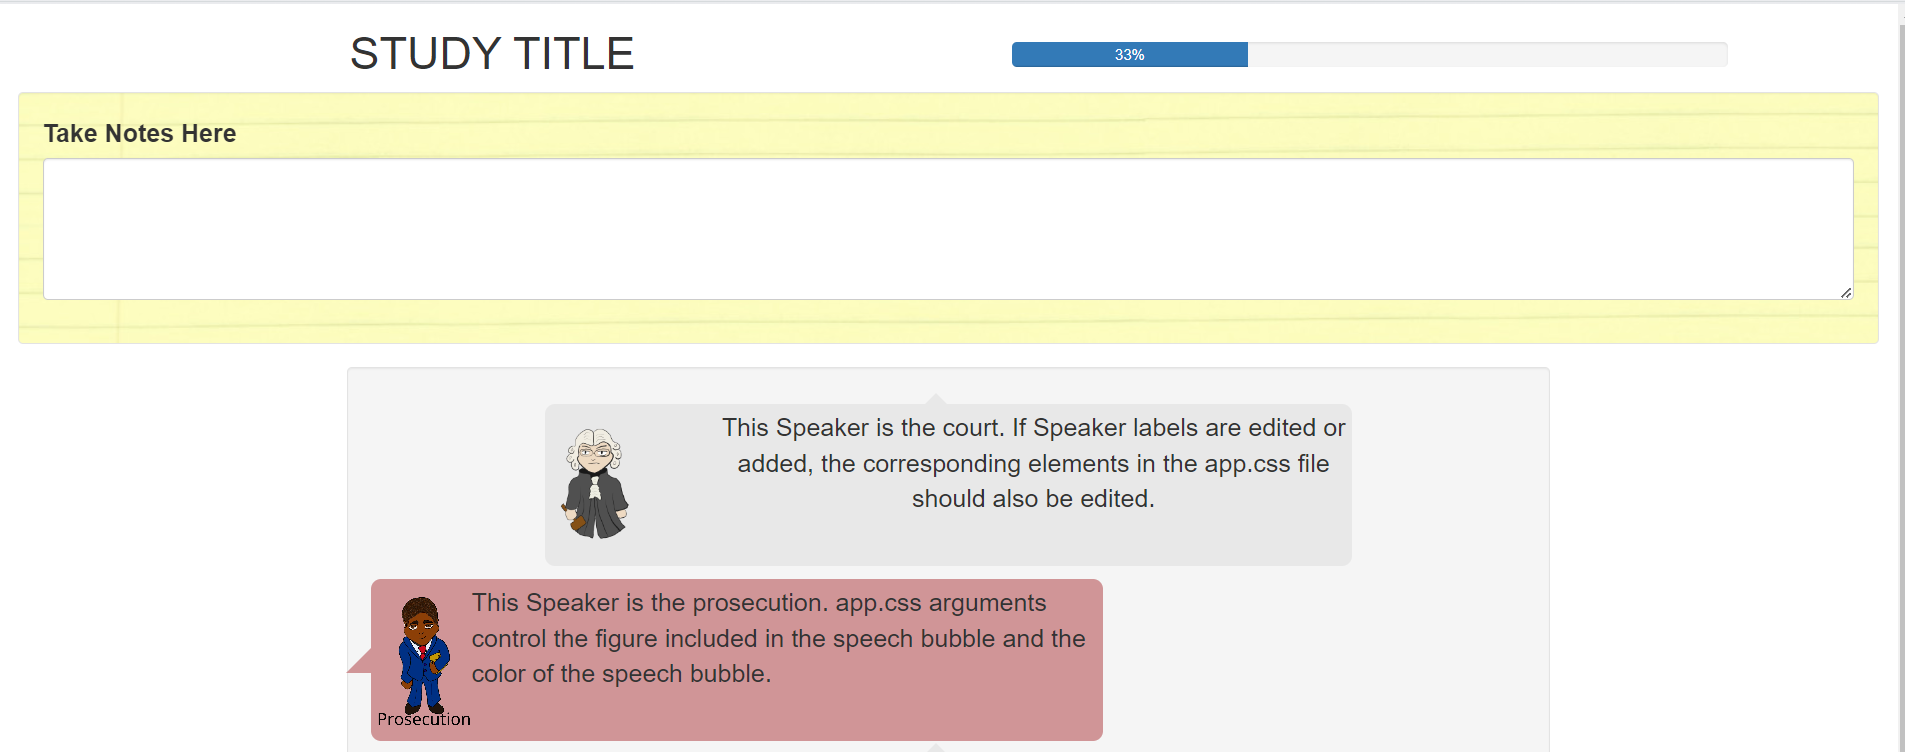 STUDY TITLE
33%
Take Notes Here
This Speaker is the court. If Speaker labels are edited or
added, the corresponding elements in the app.css file
should also be edited.
This Speaker is the prosecution. app.css arguments
control the figure included in the speech bubble and the
color of the speech bubble.
Prosecution